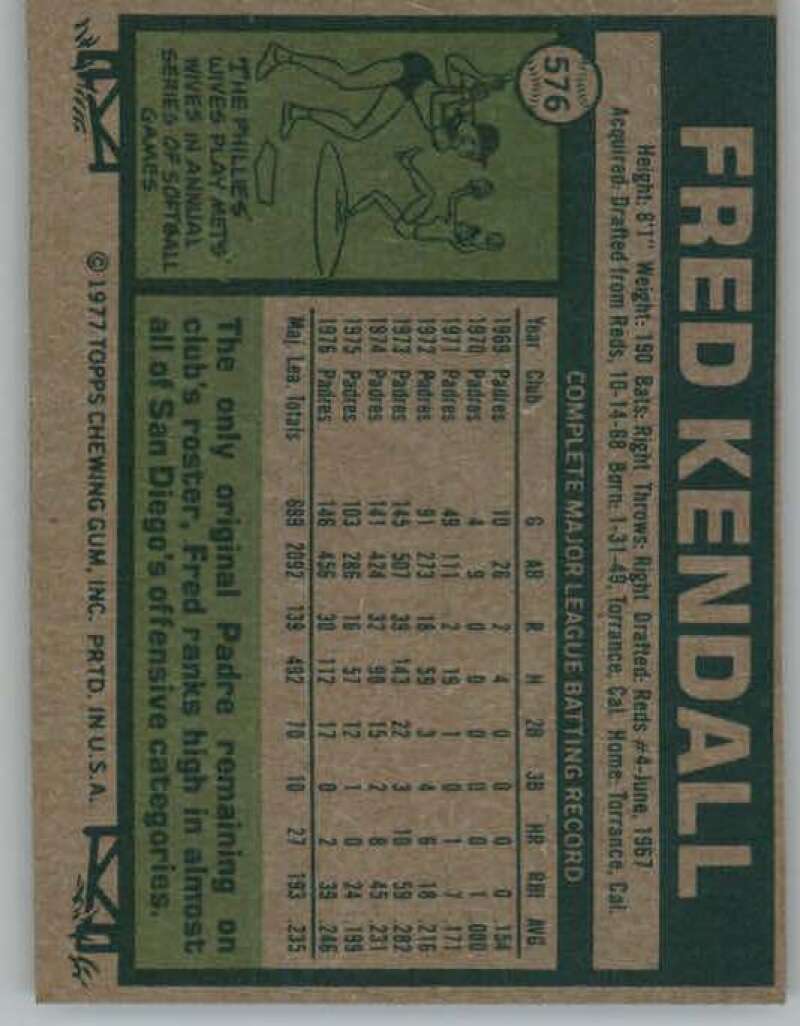 FRED KENDALL
576
Height: 6'1" Weight: 190 Bats: Right Throws: Right Drafted: Reds #4-June, 1967
Acquired: Drafted from Reds, 10-14-68 Born: 1-31-49, Torrance, Cal. Home: Torrance, Cal.
COMPLETE MAJOR LEAGUE BATTING RECORD
Year Club G AB R H 2B 3B HR RBI AVG
1969 Padres 10 26 2 4 0 0 0 0 .154
1970 Padres 4 9 0 0 0 0 0 1 .000
1971 Padres 49 111 2 19 1 0 1 7 .171
1972 Padres 91 273 18 59 3 4 6 18 .216
1973 Padres 145 507 39 143 22 3 10 59 .282
1974 Padres 141 424 32 98 15 2 8 45 .231
1975 Padres 103 286 16 57 12 1 0 24 .199
1976 Padres 146 456 30 112 17 0 2 39 .246
Maj. Lea. Totals 689 2092 139 492 70 10 27 193 .235
THE PHILLIES
WIVES PLAY METS'
WIVES IN ANNUAL
SERIES OF SOFTBALL
GAMES
The only original Padre remaining on
club's roster, Fred ranks high in almost
all of San Diego's offensive categories.
© 1977 TOPPS CHEWING GUM, INC. PRTD. IN U.S.A.